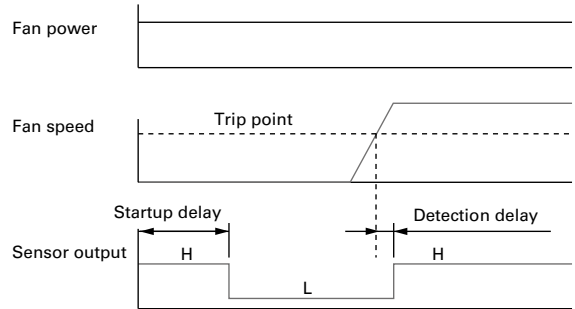 Fan power
Fan speed
Trip point
Startup delay
Detection delay
Sensor output
H
H
L